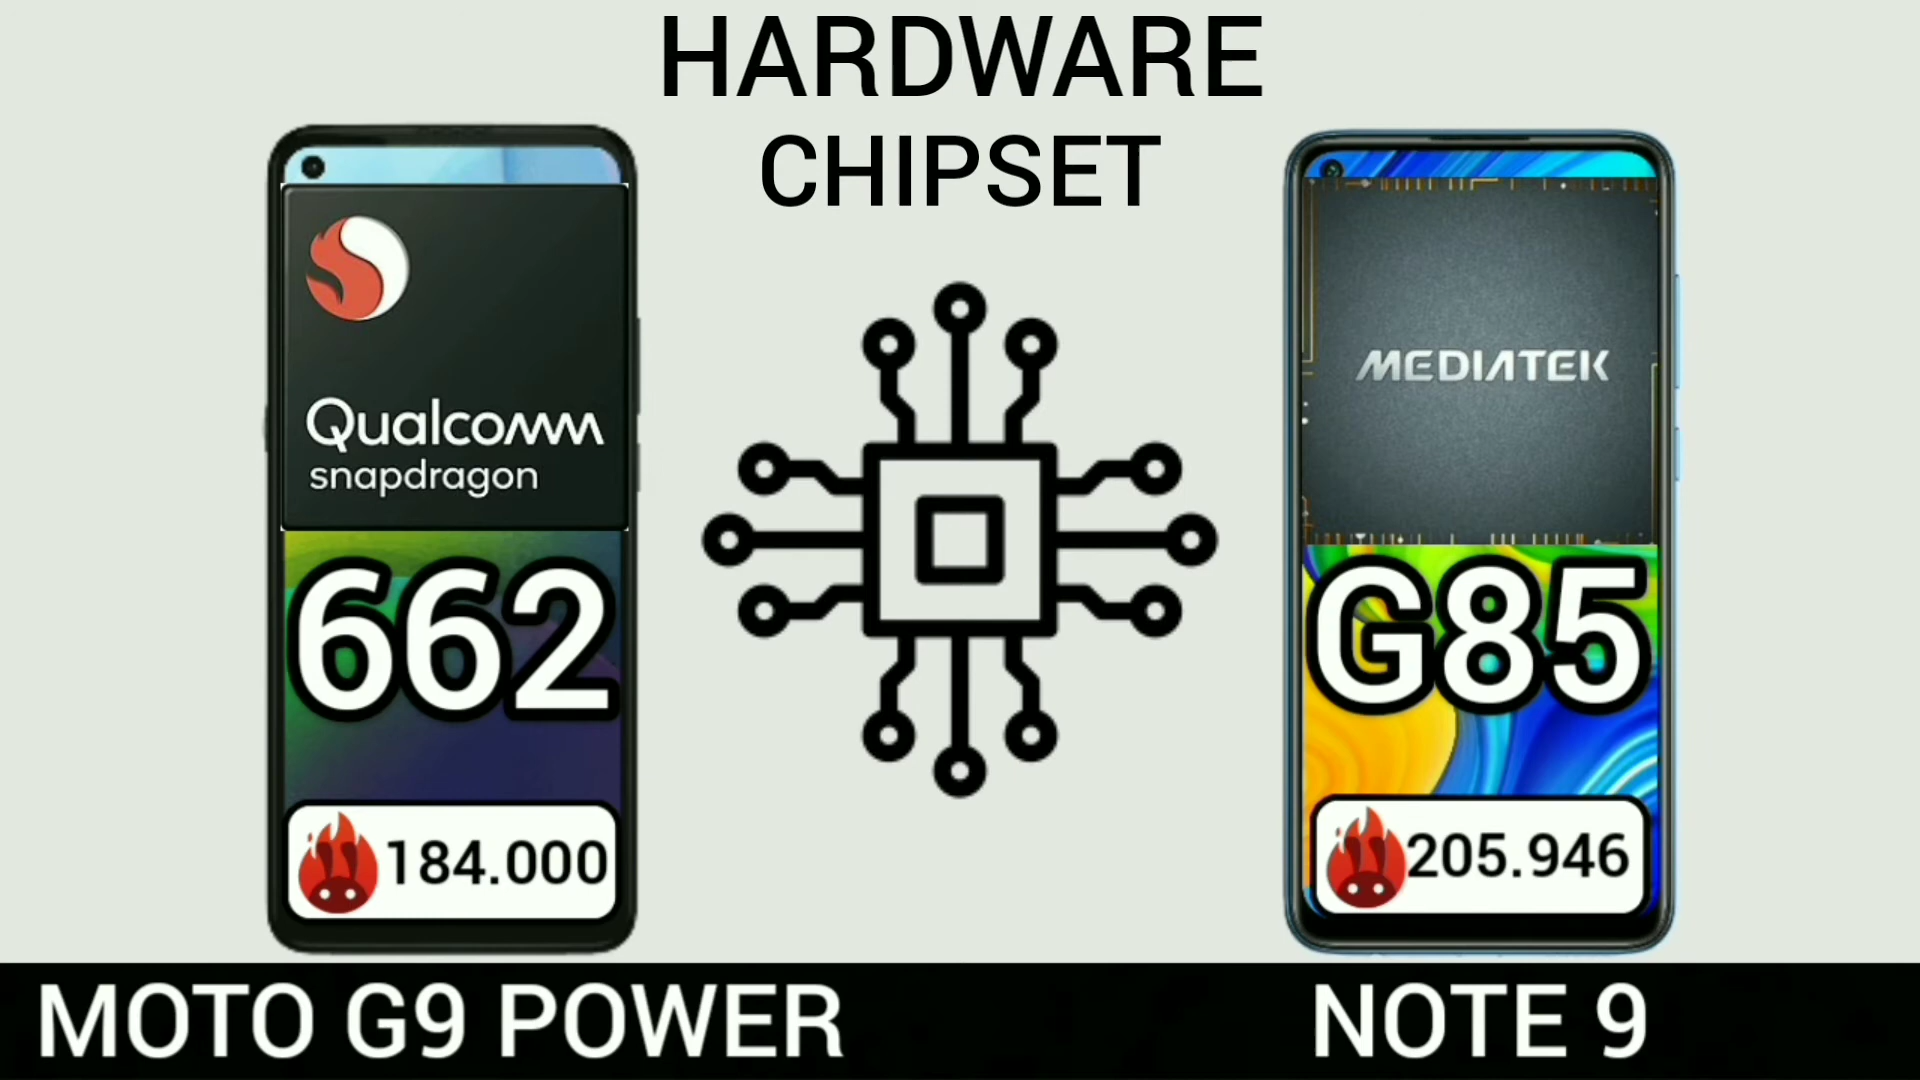 HARDWARE
CHIPSET
Qualcomm
snapdragon
662
184.000
MEDIATEK
G85
205.946
MOTO G9 POWER
NOTE 9